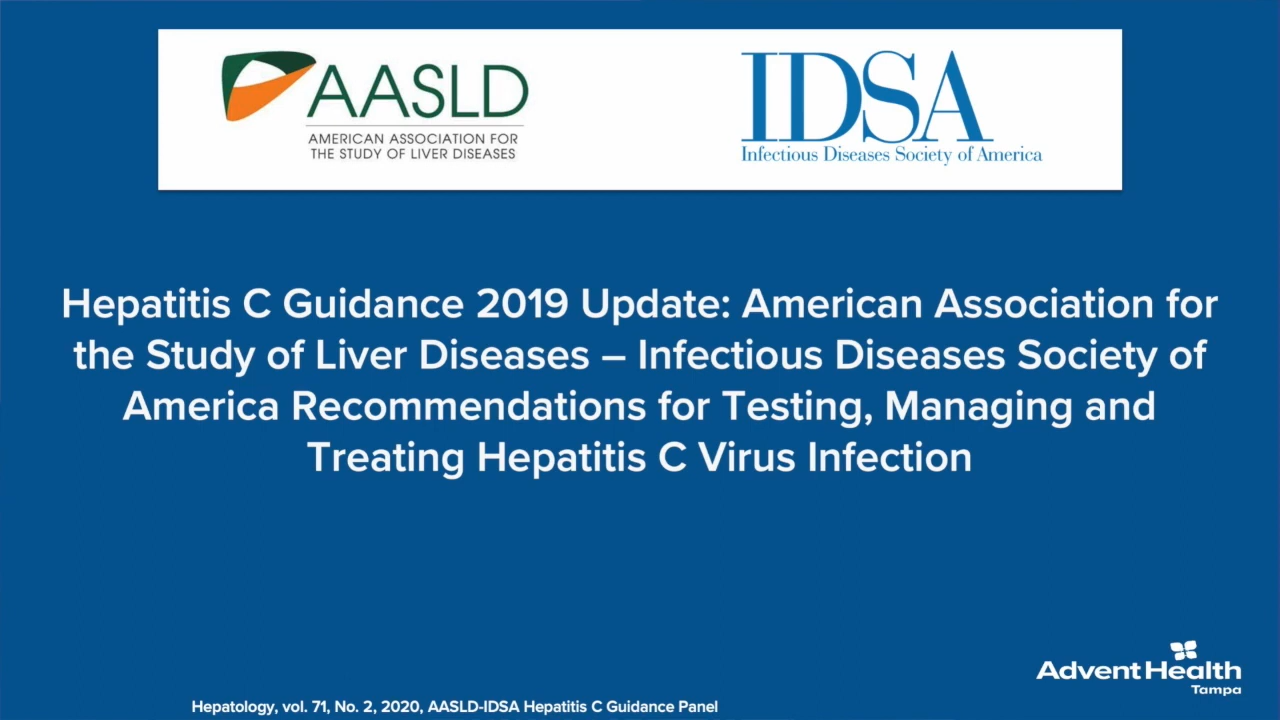 AASLD
AMERICAN ASSOCIATION FOR
THE STUDY OF LIVER DISEASES
IDSA
Infectious Diseases Society of America
Hepatitis C Guidance 2019 Update: American Association for
the Study of Liver Diseases – Infectious Diseases Society of
America Recommendations for Testing, Managing and
Treating Hepatitis C Virus Infection
Advent Health
Tampa
Hepatology, vol. 71, No. 2, 2020, AASLD-IDSA Hepatitis C Guidance Panel